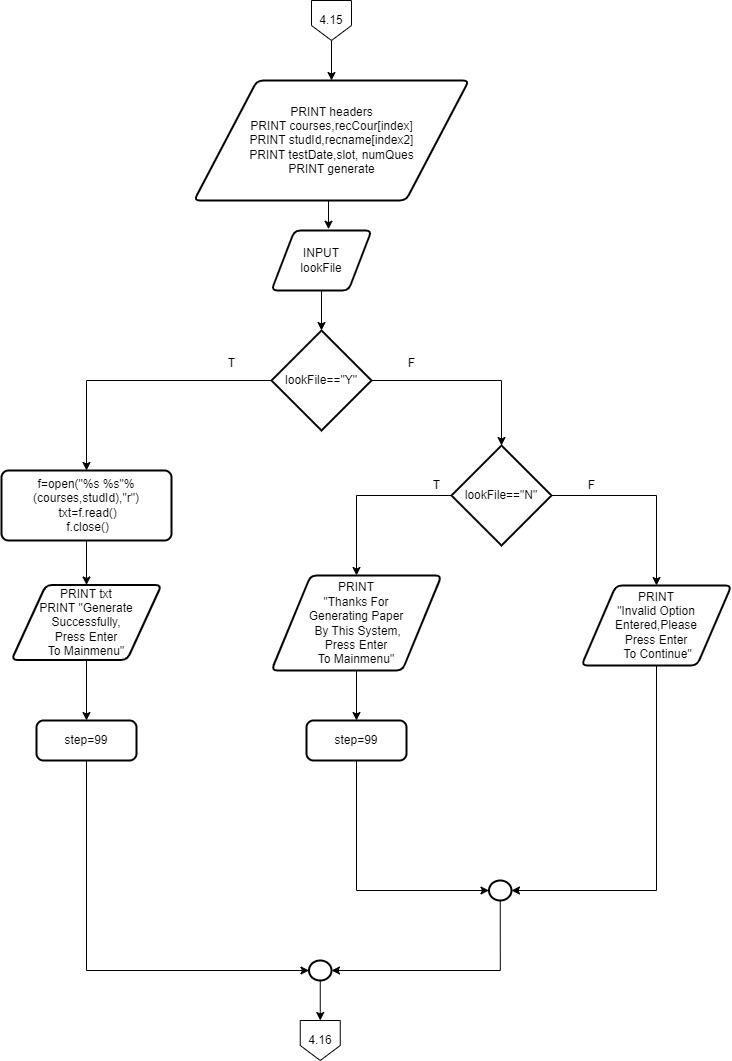 4.15
PRINT headers
PRINT courses,recCour[index]
PRINT studId,recname[index2]
PRINT testDate,slot, numQues
PRINT generate
INPUT
lookFile
T
F
lookFile=="Y"
f=open("%s %s"%
(courses,studId),"r")
txt=f.read()
f.close()
T
lookFile=="N"
F
PRINT txt
PRINT "Generate
Successfully,
Press Enter
To Mainmenu"
PRINT
"Thanks For
Generating Paper
By This System,
Press Enter
To Mainmenu"
PRINT
"Invalid Option
Entered,Please
Press Enter
To Continue"
step=99
step=99
4.16